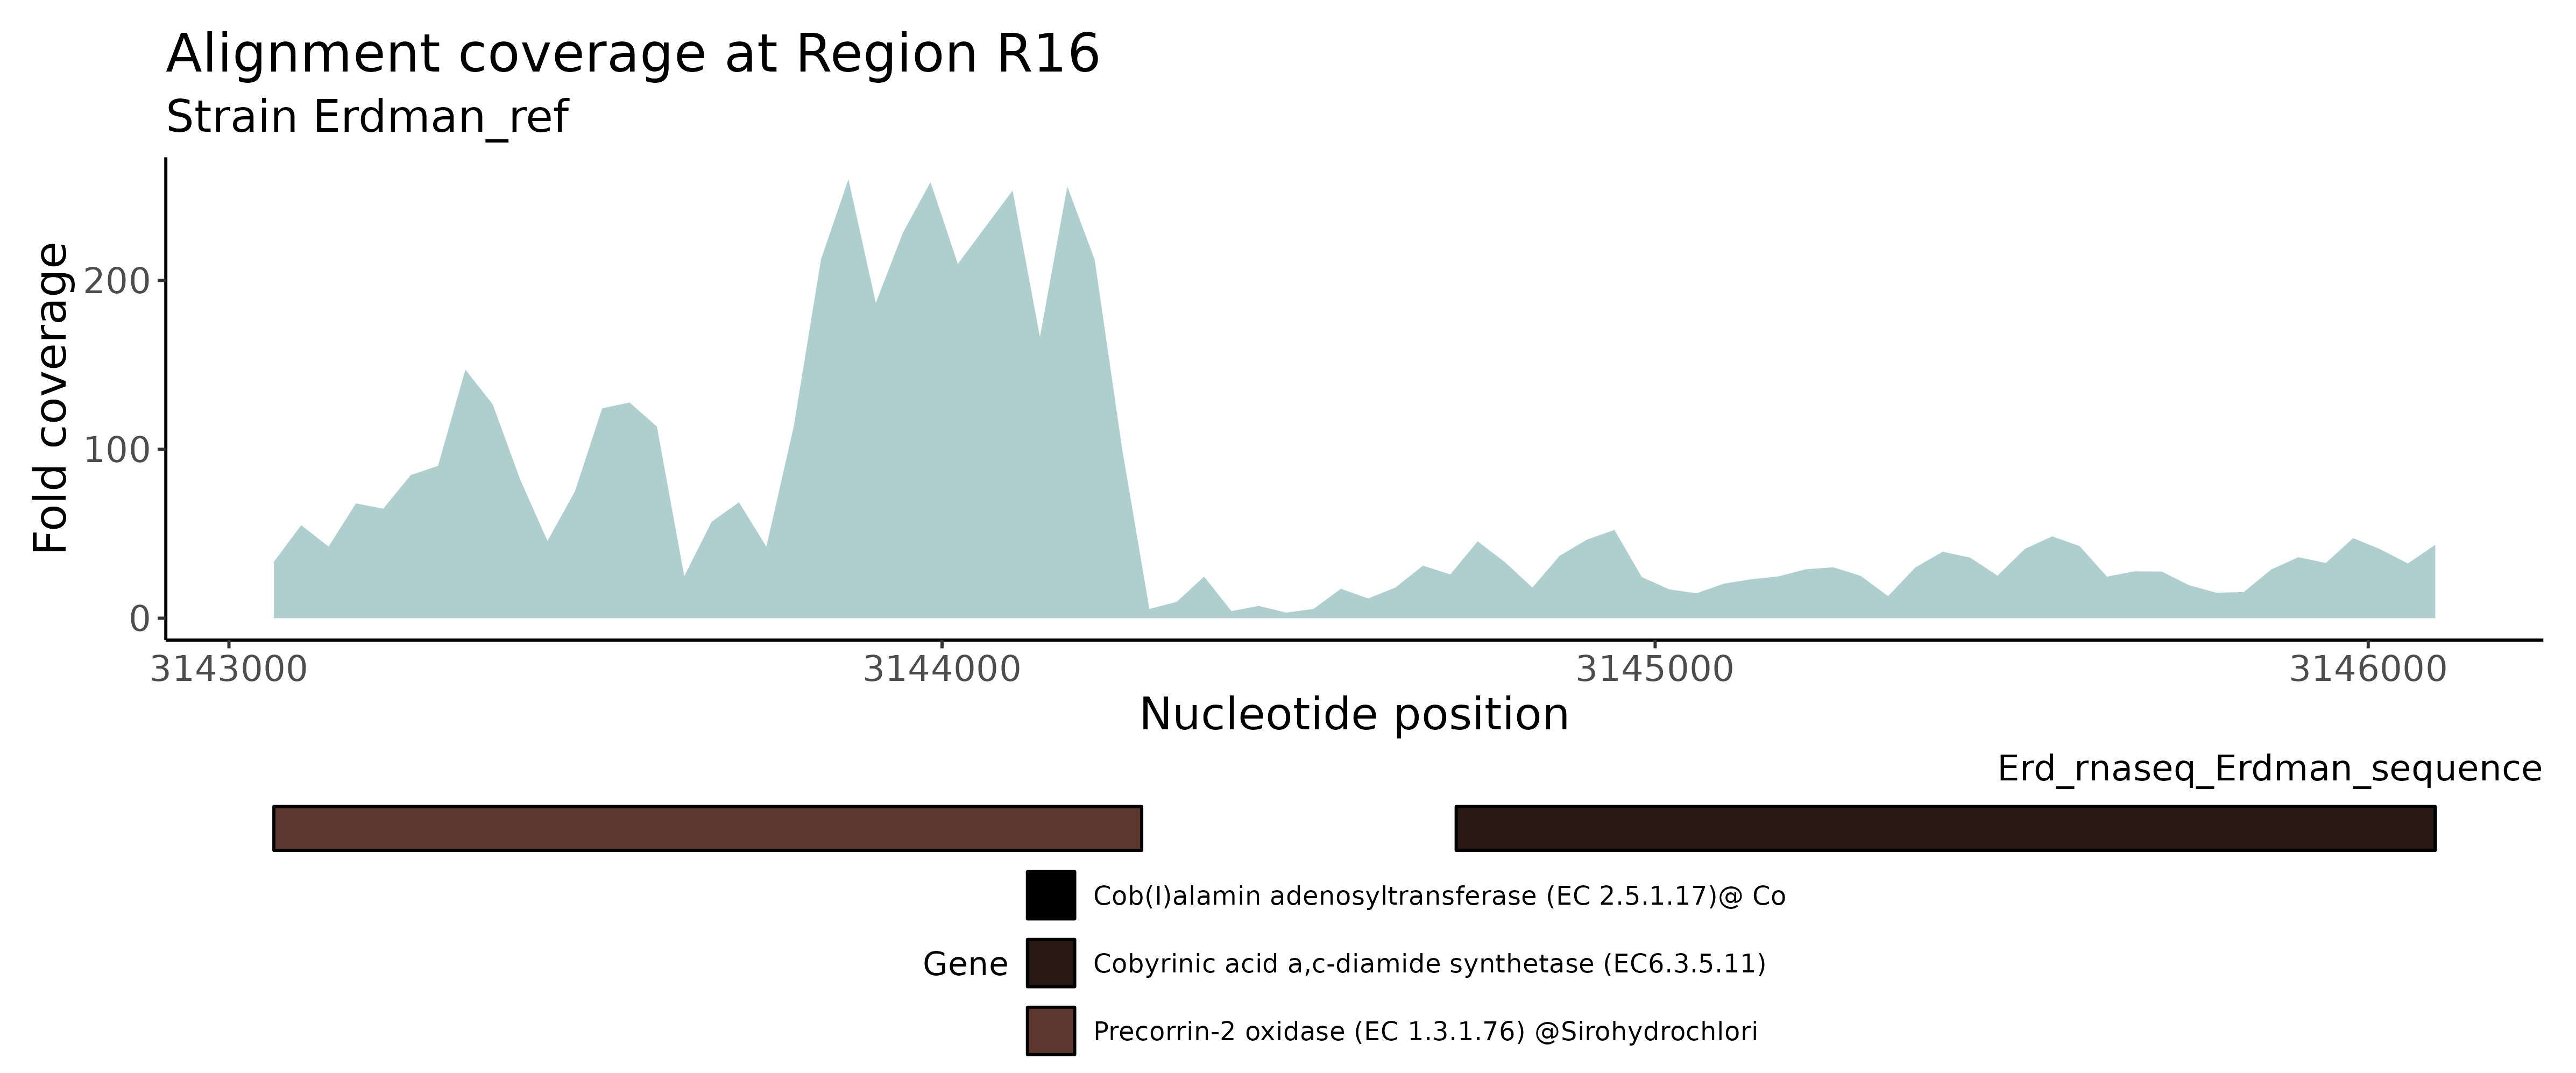 Alignment coverage at Region R16
Strain Erdman_ref
Fold coverage
200
100
0
3143000 3144000 3145000 3146000
Nucleotide position
Erd_rnaseq_Erdman_sequence
Gene
Cob(I)alamin adenosyltransferase (EC 2.5.1.17)@ Co
Cobyrinic acid a,c-diamide synthetase (EC6.3.5.11)
Precorrin-2 oxidase (EC 1.3.1.76) @Sirohydrochlori